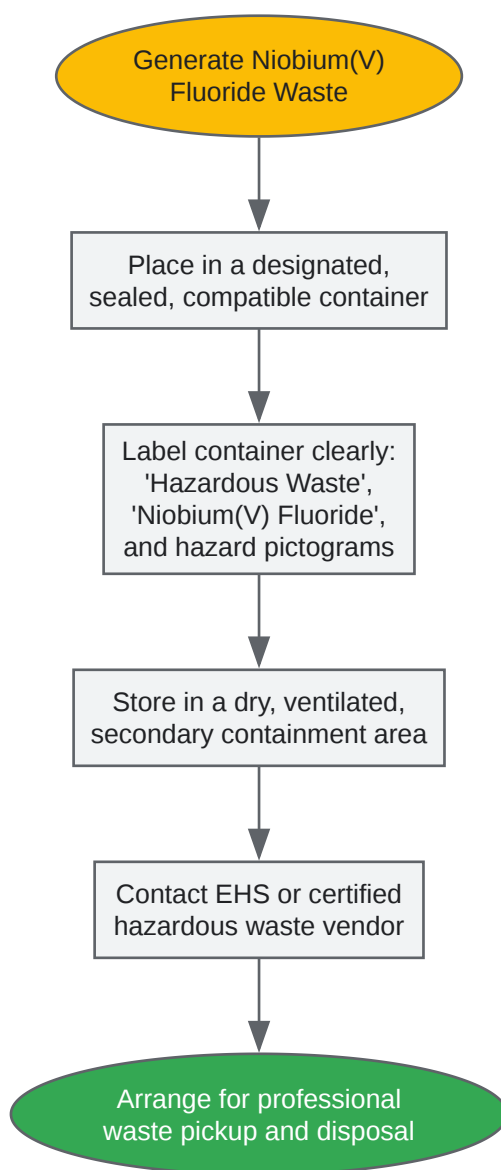 Generate Niobium(V)
Fluoride Waste
Place in a designated,
sealed, compatible container
Label container clearly:
'Hazardous Waste',
'Niobium(V) Fluoride',
and hazard pictograms
Store in a dry, ventilated,
secondary containment area
Contact EHS or certified
hazardous waste vendor
Arrange for professional
waste pickup and disposal